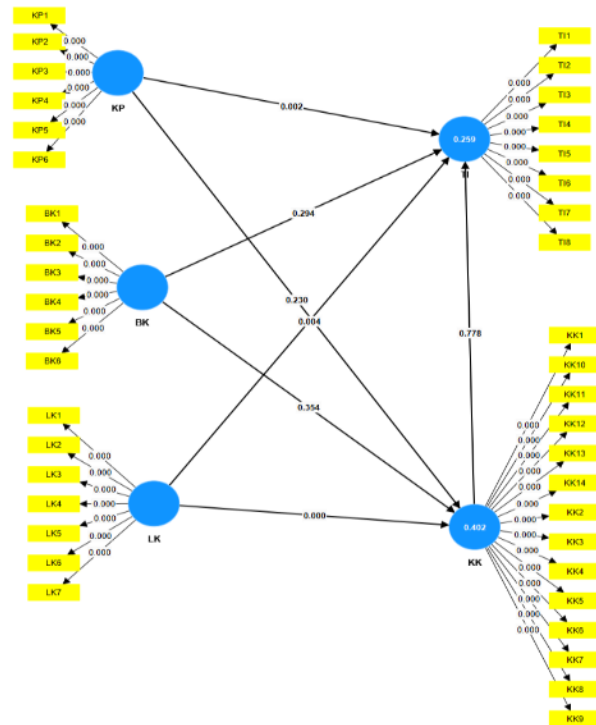 KP1
KP2
KP3
KP4
KP5
KP6
0.000
0.000
0.000
0.000
0.000
0.000
KP
BK1
BK2
BK3
BK4
BK5
BK6
0.000
0.000
0.000
0.000
0.000
0.000
BK
LK1
LK2
LK3
LK4
LK5
LK6
LK7
0.000
0.000
0.000
0.000
0.000
0.000
0.000
LK
0.002
0.294
0.230
0.004
0.354
0.000
0.778
0.259
TI
0.000
0.000
0.000
0.000
0.000
0.000
0.000
0.000
TI1
TI2
TI3
TI4
TI5
TI6
TI7
TI8
0.402
KK
0.000
0.000
0.000
0.000
0.000
0.000
0.000
0.000
0.000
0.000
0.000
0.000
0.000
0.000
KK1
KK10
KK11
KK12
KK13
KK14
KK2
KK3
KK4
KK5
KK6
KK7
KK8
KK9